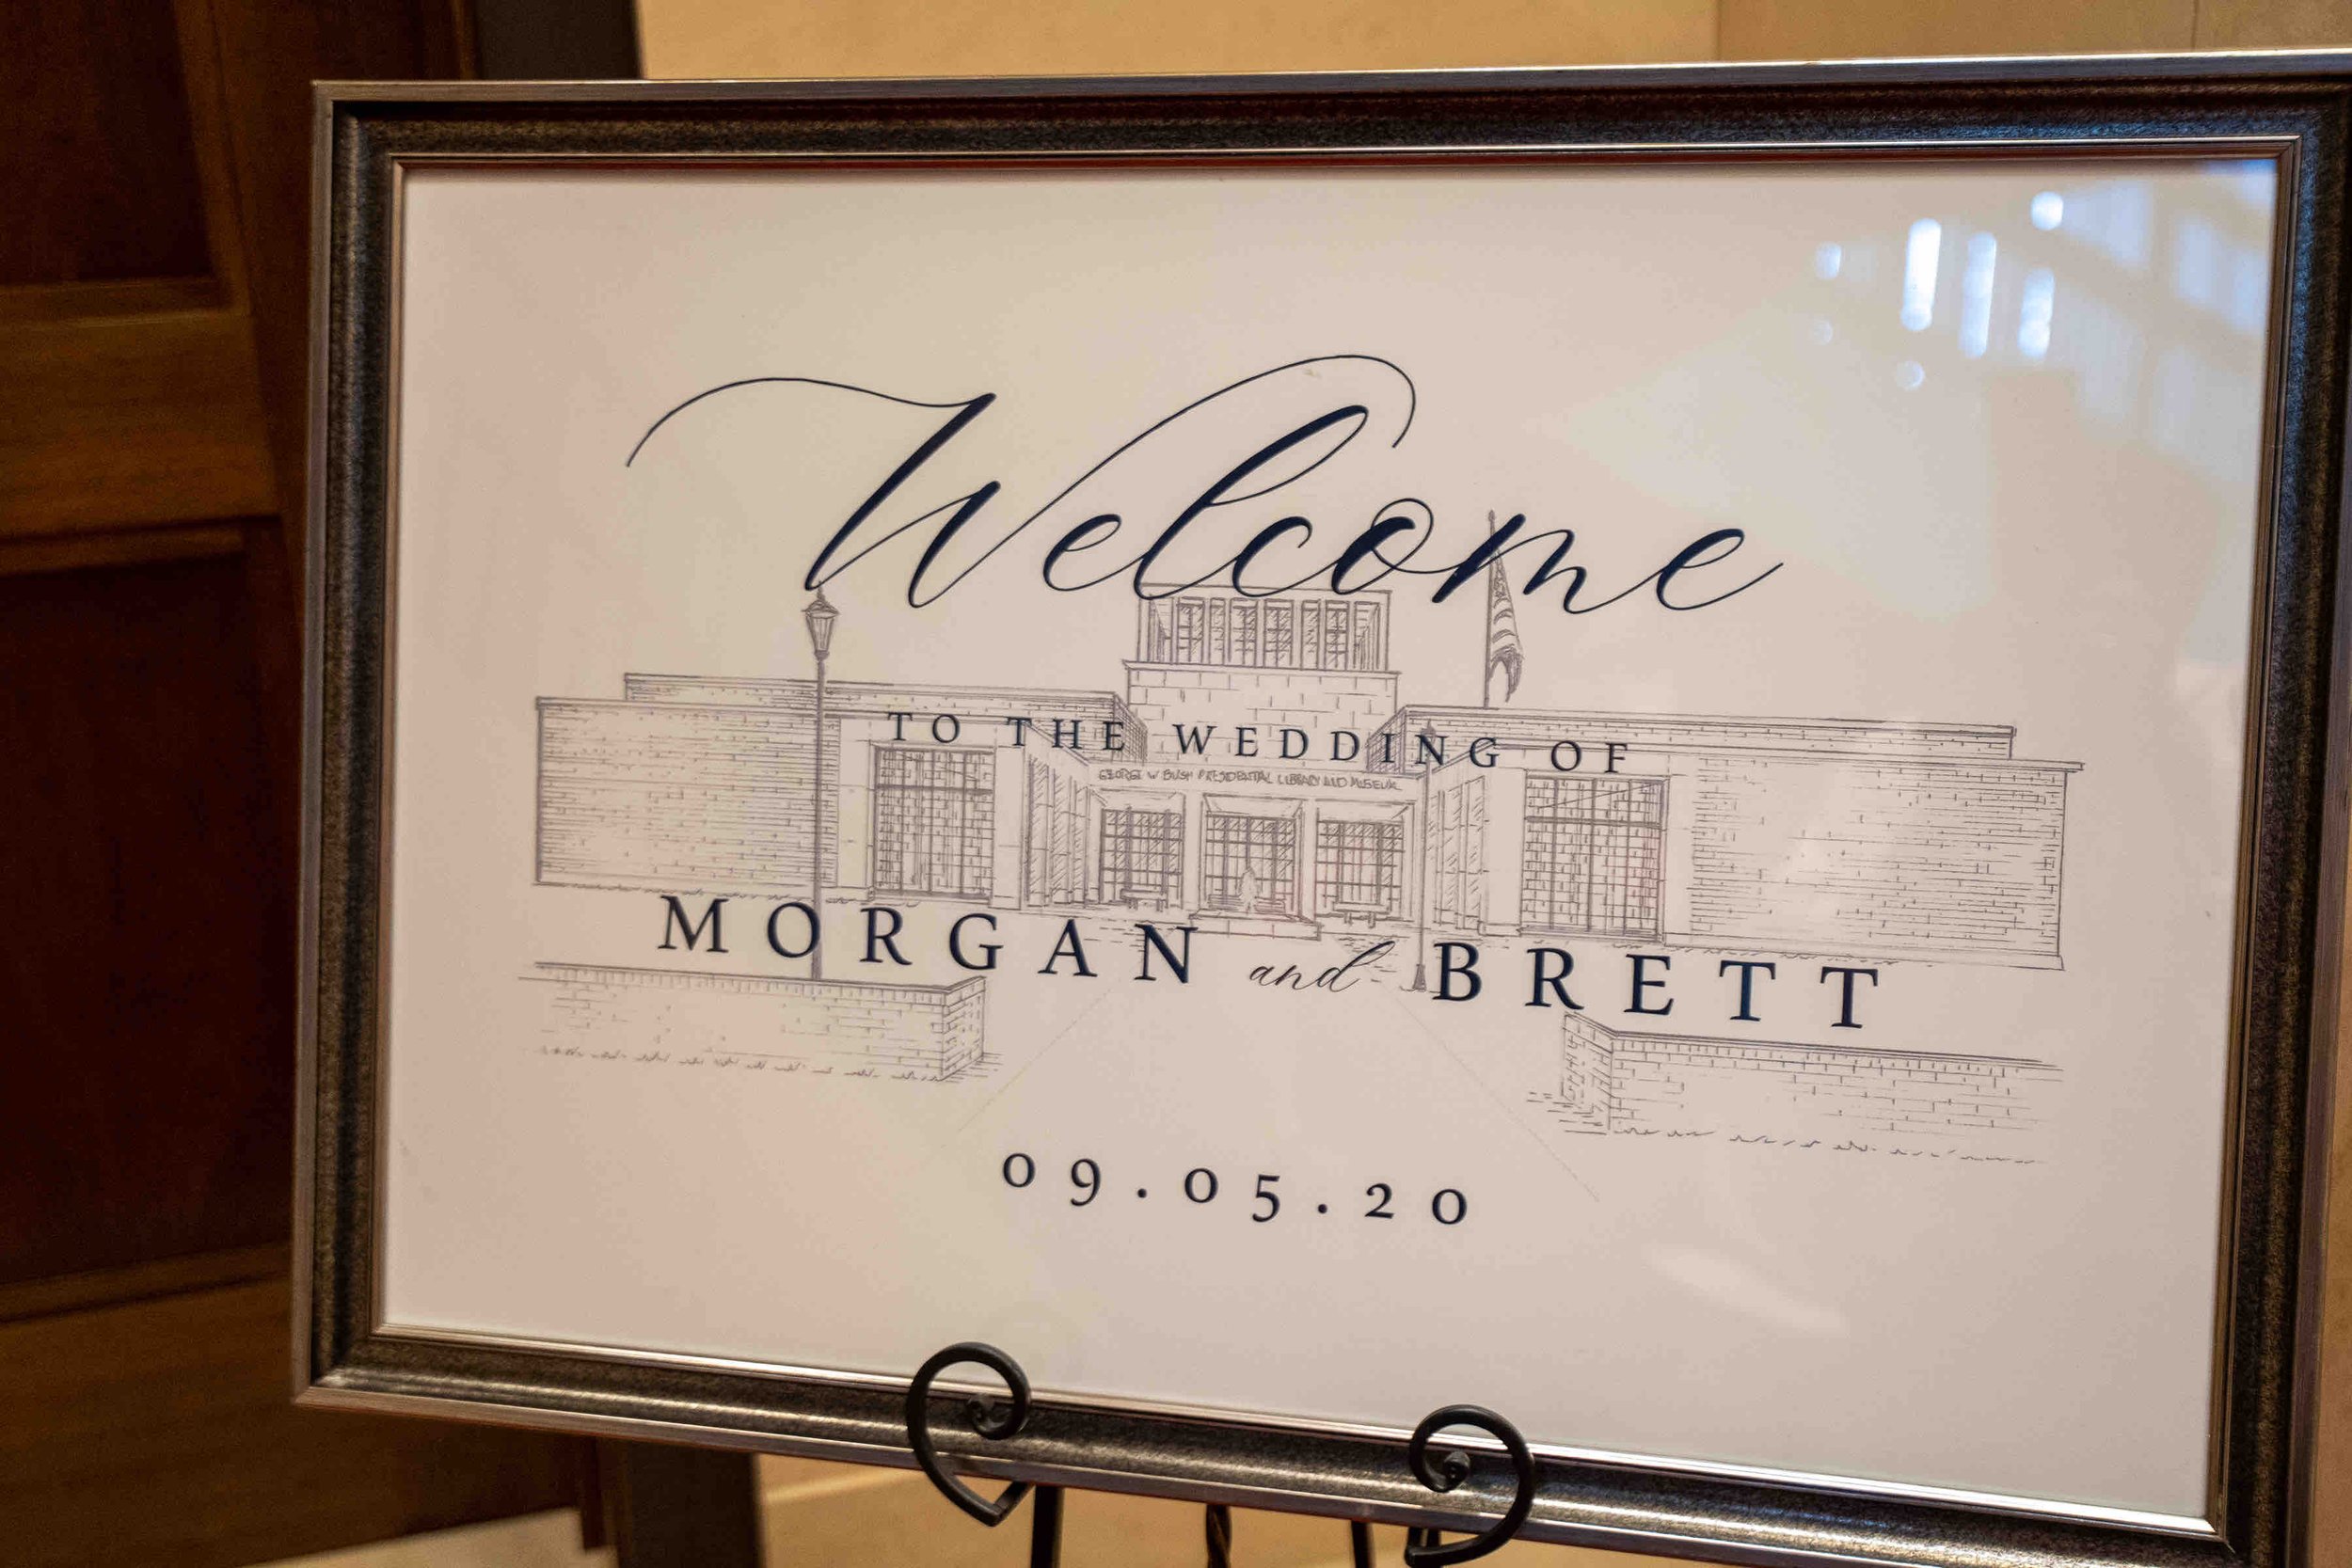 Welcome
TO THE WEDDING OF
GEORGE W BUSH PRESIDENTIAL LIBRARY AND MUSEUM
MORGAN and BRETT
09.05.20